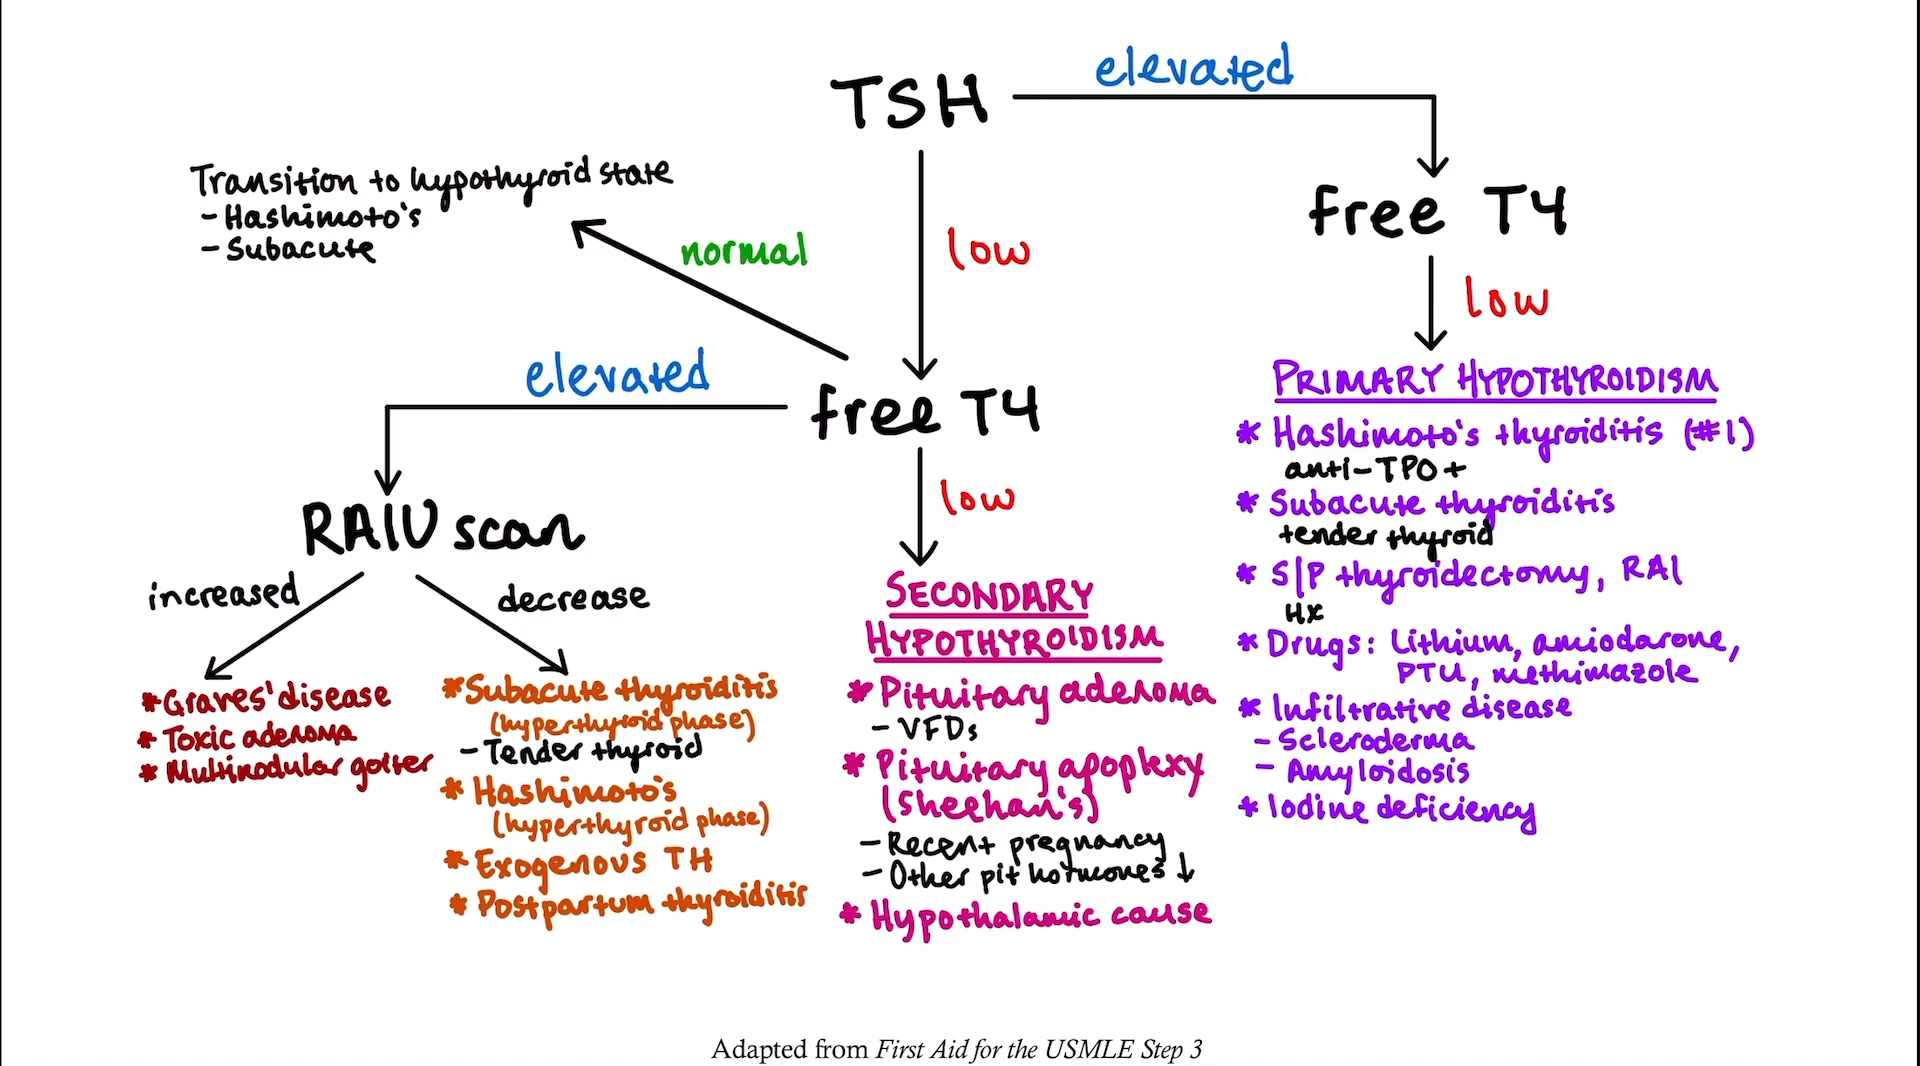 TSH
elevated
free T4
low
PRIMARY HYPOTHYROIDISM
* Hashimoto's thyroiditis (#1)
anti-TPO +
* Subacute thyroiditis
tender thyroid
* S/P thyroidectomy, RAI
Hx
* Drugs: Lithium, amiodarone,
PTU, methimazole
* Infiltrative disease
- Scleroderma
- Amyloidosis
* Iodine deficiency
low
free T4
normal
Transition to hypothyroid state
- Hashimoto's
- Subacute
elevated
RAIU scan
increased
*Graves' disease
* Toxic adenoma
* Multinodular goiter
decrease
*Subacute thyroiditis
(hyperthyroid phase)
- Tender thyroid
* Hashimoto's
(hyperthyroid phase)
* Exogenous TH
* Postpartum thyroiditis
low
SECONDARY
HYPOTHYROIDISM
* Pituitary adenoma
- VFDs
* Pituitary apoplexy
(Sheehan's)
- Recent pregnancy
- Other pit hormones ↓
* Hypothalamic cause
Adapted from First Aid for the USMLE Step 3